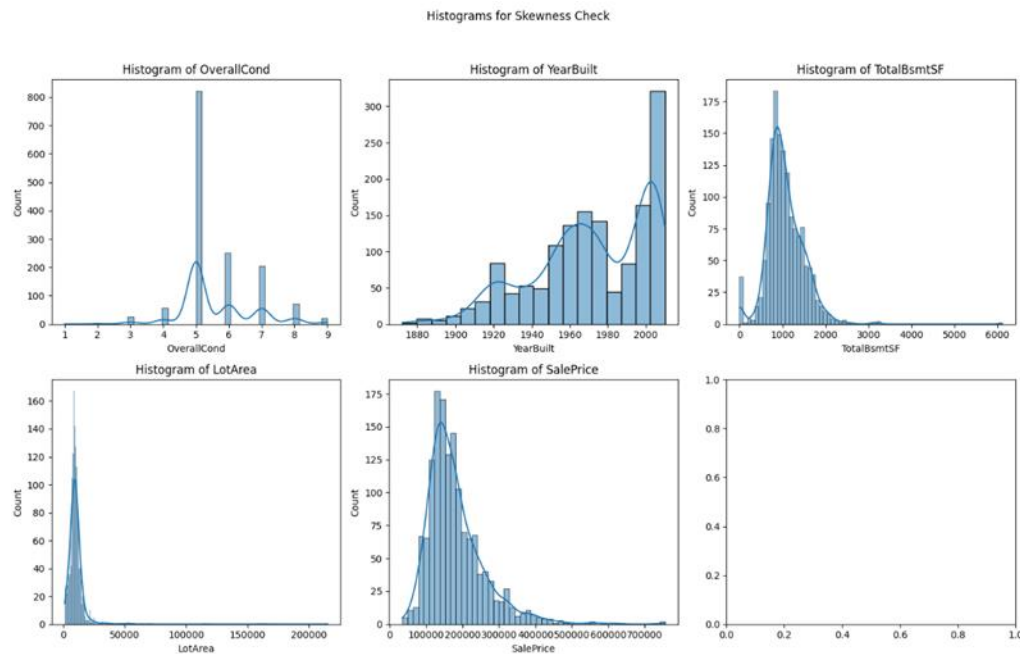 Histograms for Skewness Check
Histogram of OverallCond
Count
800
700
600
500
400
300
200
100
0
1 2 3 4 5 6 7 8 9
OverallCond
Histogram of YearBuilt
Count
300
250
200
150
100
50
0
1880 1900 1920 1940 1960 1980 2000
YearBuilt
Histogram of TotalBsmtSF
Count
175
150
125
100
75
50
25
0
0 1000 2000 3000 4000 5000 6000
TotalBsmtSF
Histogram of LotArea
Count
160
140
120
100
80
60
40
20
0
0 50000 100000 150000 200000
LotArea
Histogram of SalePrice
Count
175
150
125
100
75
50
25
0
100000 200000 300000 400000 500000 600000 700000
SalePrice
1.0
0.8
0.6
0.4
0.2
0.0
0.0 0.2 0.4 0.6 0.8 1.0